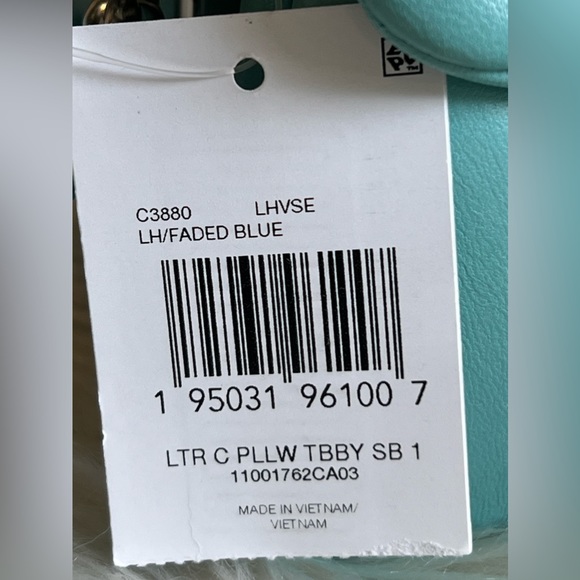 C3880 LHVSE
LH/FADED BLUE
1 95031 96100 7
LTR C PLLW TBBY SB 1
11001762CA03
MADE IN VIETNAM/
VIETNAM